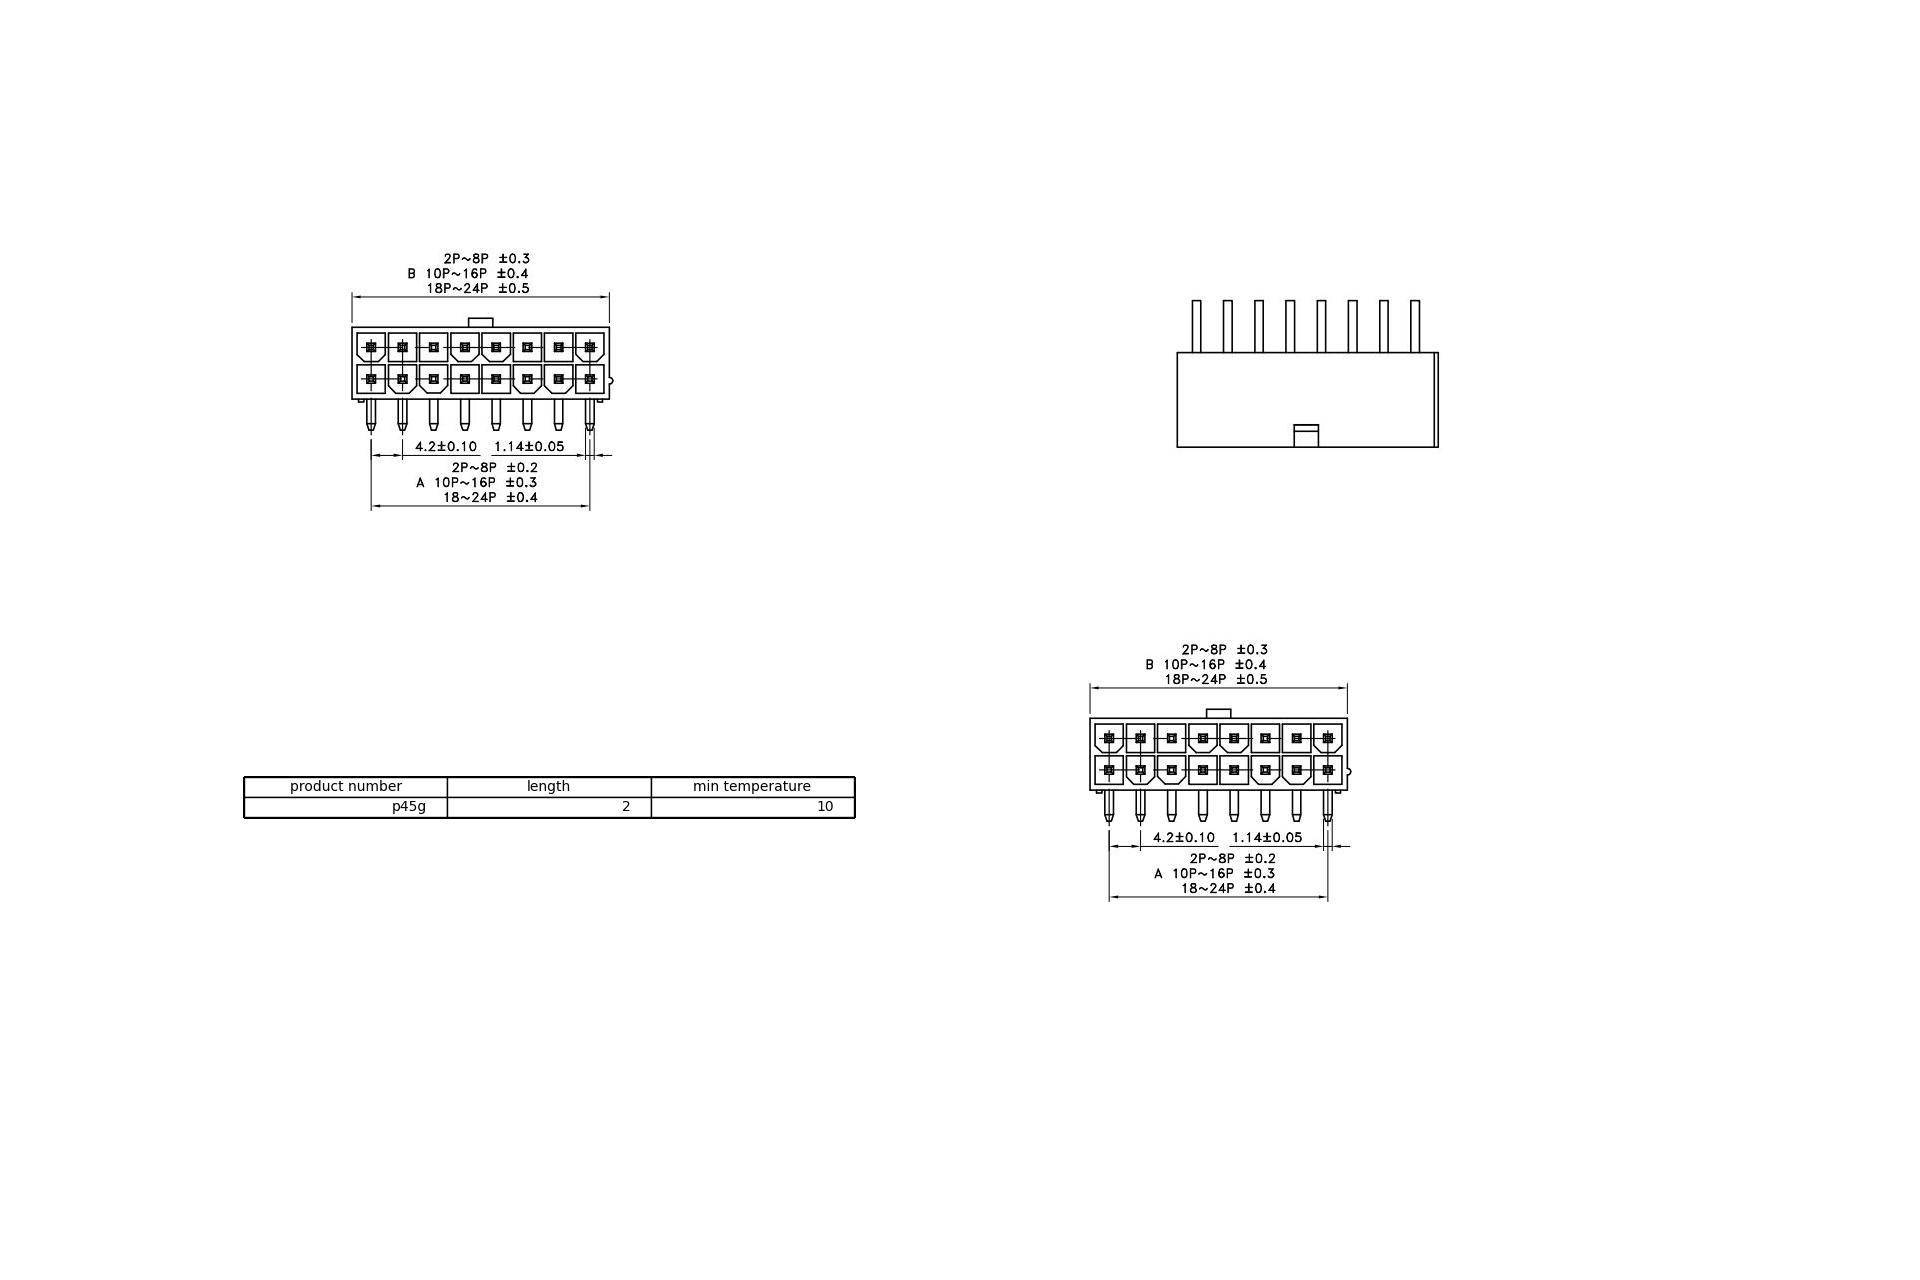 2P~8P ±0.3
B 10P~16P ±0.4
18P~24P ±0.5
4.2±0.10 1.14±0.05
2P~8P ±0.2
A 10P~16P ±0.3
18~24P ±0.4
2P~8P ±0.3
B 10P~16P ±0.4
18P~24P ±0.5
4.2±0.10 1.14±0.05
2P~8P ±0.2
A 10P~16P ±0.3
18~24P ±0.4
product number length min temperature
p45g 2 10